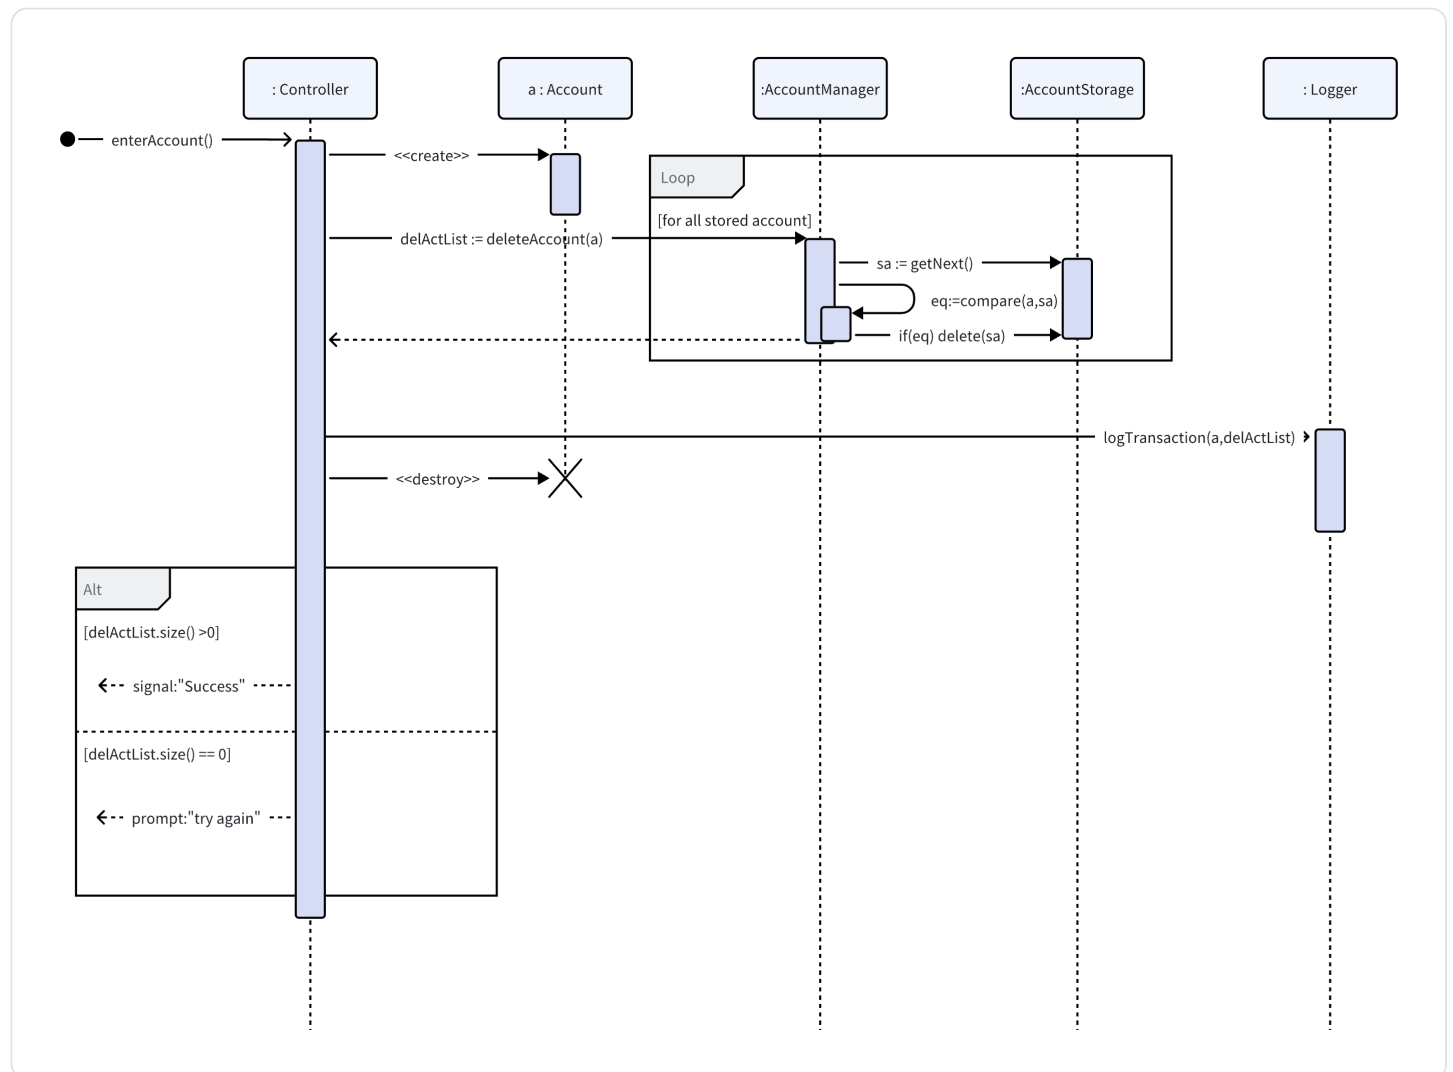 : Controller
a : Account
:AccountManager
:AccountStorage
: Logger
enterAccount()
<<create>>
Loop
[for all stored account]
delActList := deleteAccount(a)
sa := getNext()
eq:=compare(a,sa)
if(eq) delete(sa)
logTransaction(a,delActList)
<<destroy>>
Alt
[delActList.size() >0]
signal:"Success"
[delActList.size() == 0]
prompt:"try again"